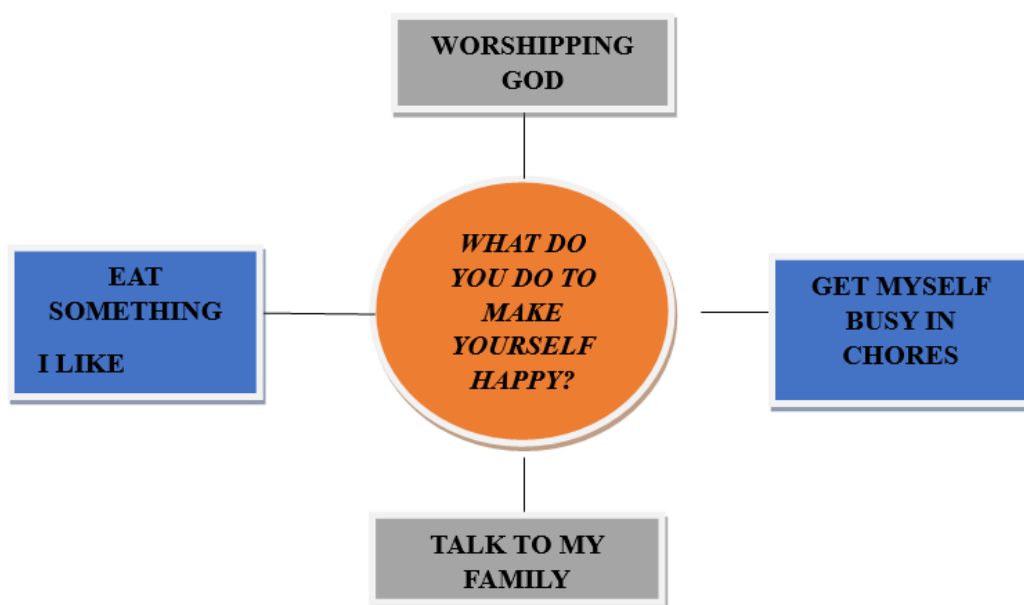 WORSHIPPING
GOD
WHAT DO
YOU DO TO
MAKE
YOURSELF
HAPPY?
EAT
SOMETHING
I LIKE
GET MYSELF
BUSY IN
CHORES
TALK TO MY
FAMILY